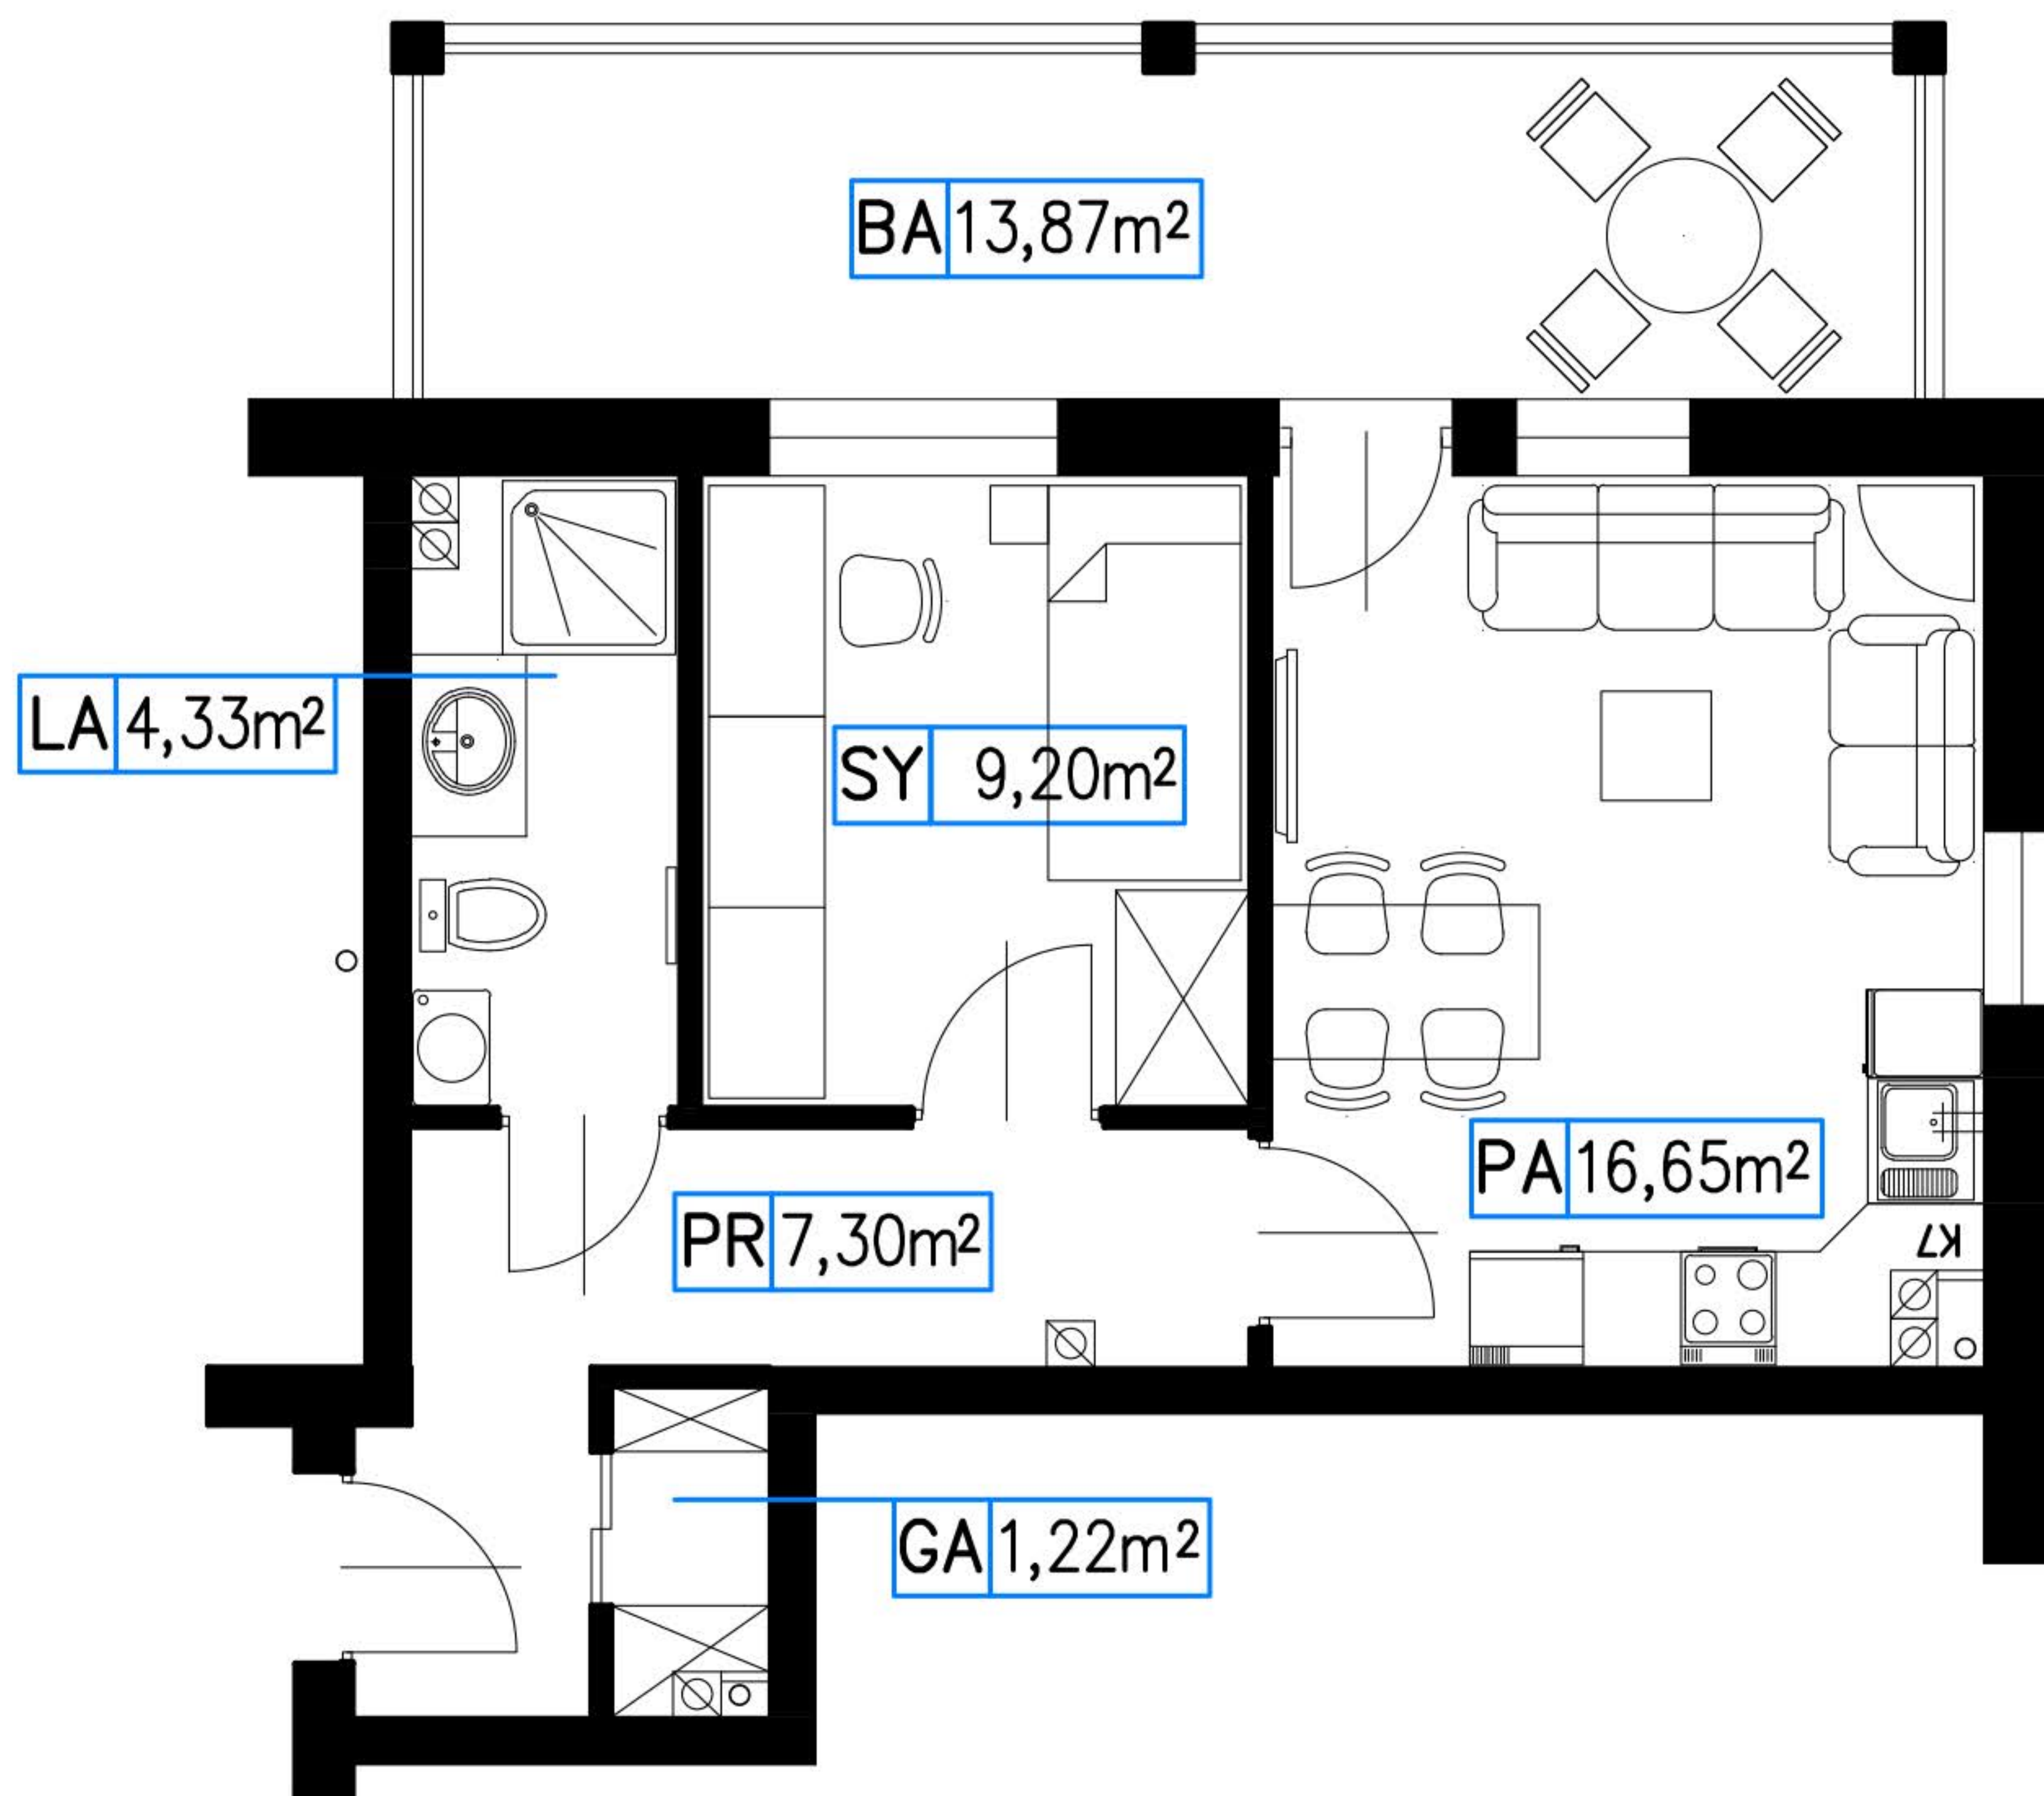 BA 13,87m²
LA 4,33m²
SY 9,20m²
PA 16,65m²
PR 7,30m²
K7
GA 1,22m²